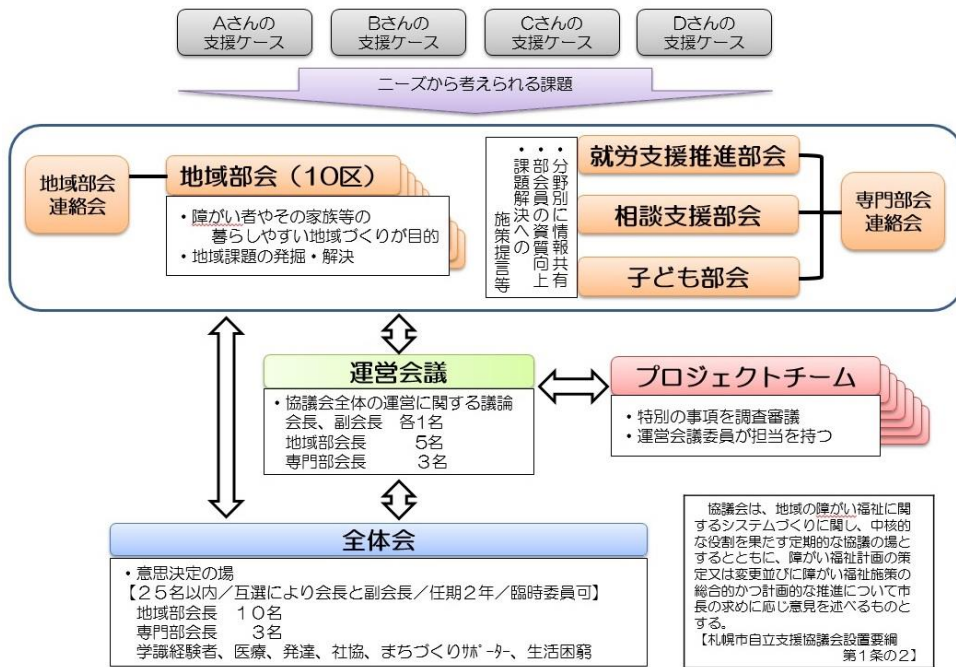 Aさんの
支援ケース
Bさんの
支援ケース
Cさんの
支援ケース
Dさんの
支援ケース
ニーズから考えられる課題
地域部会
連絡会
地域部会（10区）
・障がい者やその家族等の
暮らしやすい地域づくりが目的
・地域課題の発掘・解決
・分野別に情報共有
・部会員の資質向上
・課題解決への
施策提言等
就労支援推進部会
相談支援部会
子ども部会
専門部会
連絡会
運営会議
・協議会全体の運営に関する議論
会長、副会長　各1名
地域部会長　　５名
専門部会長　　３名
プロジェクトチーム
・特別の事項を調査審議
・運営会議委員が担当を持つ
全体会
・意思決定の場
【２５名以内／互選により会長と副会長／任期２年／臨時委員可】
地域部会長　１０名
専門部会長　　３名
学識経験者、医療、発達、社協、まちづくりｻﾎﾟｰﾀｰ、生活困窮
協議会は、地域の障がい福祉に関
するシステムづくりに関し、中核的
な役割を果たす定期的な協議の場と
するとともに、障がい福祉計画の策
定又は変更並びに障がい福祉施策の
総合的かつ計画的な推進について市
長の求めに応じ意見を述べるものと
する。
【札幌市自立支援協議会設置要綱
第１条の２】